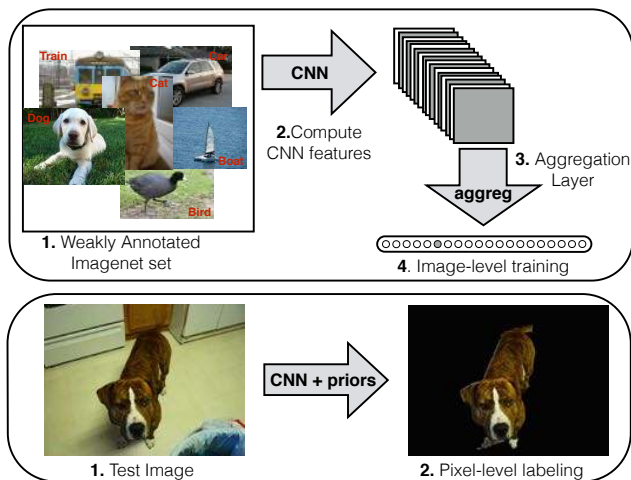 Train
Car
Cat
Dog
Boat
Bird
1. Weakly Annotated
Imagenet set
CNN
2.Compute
CNN features
3. Aggregation
Layer
aggreg
4. Image-level training
CNN + priors
1. Test Image
2. Pixel-level labeling